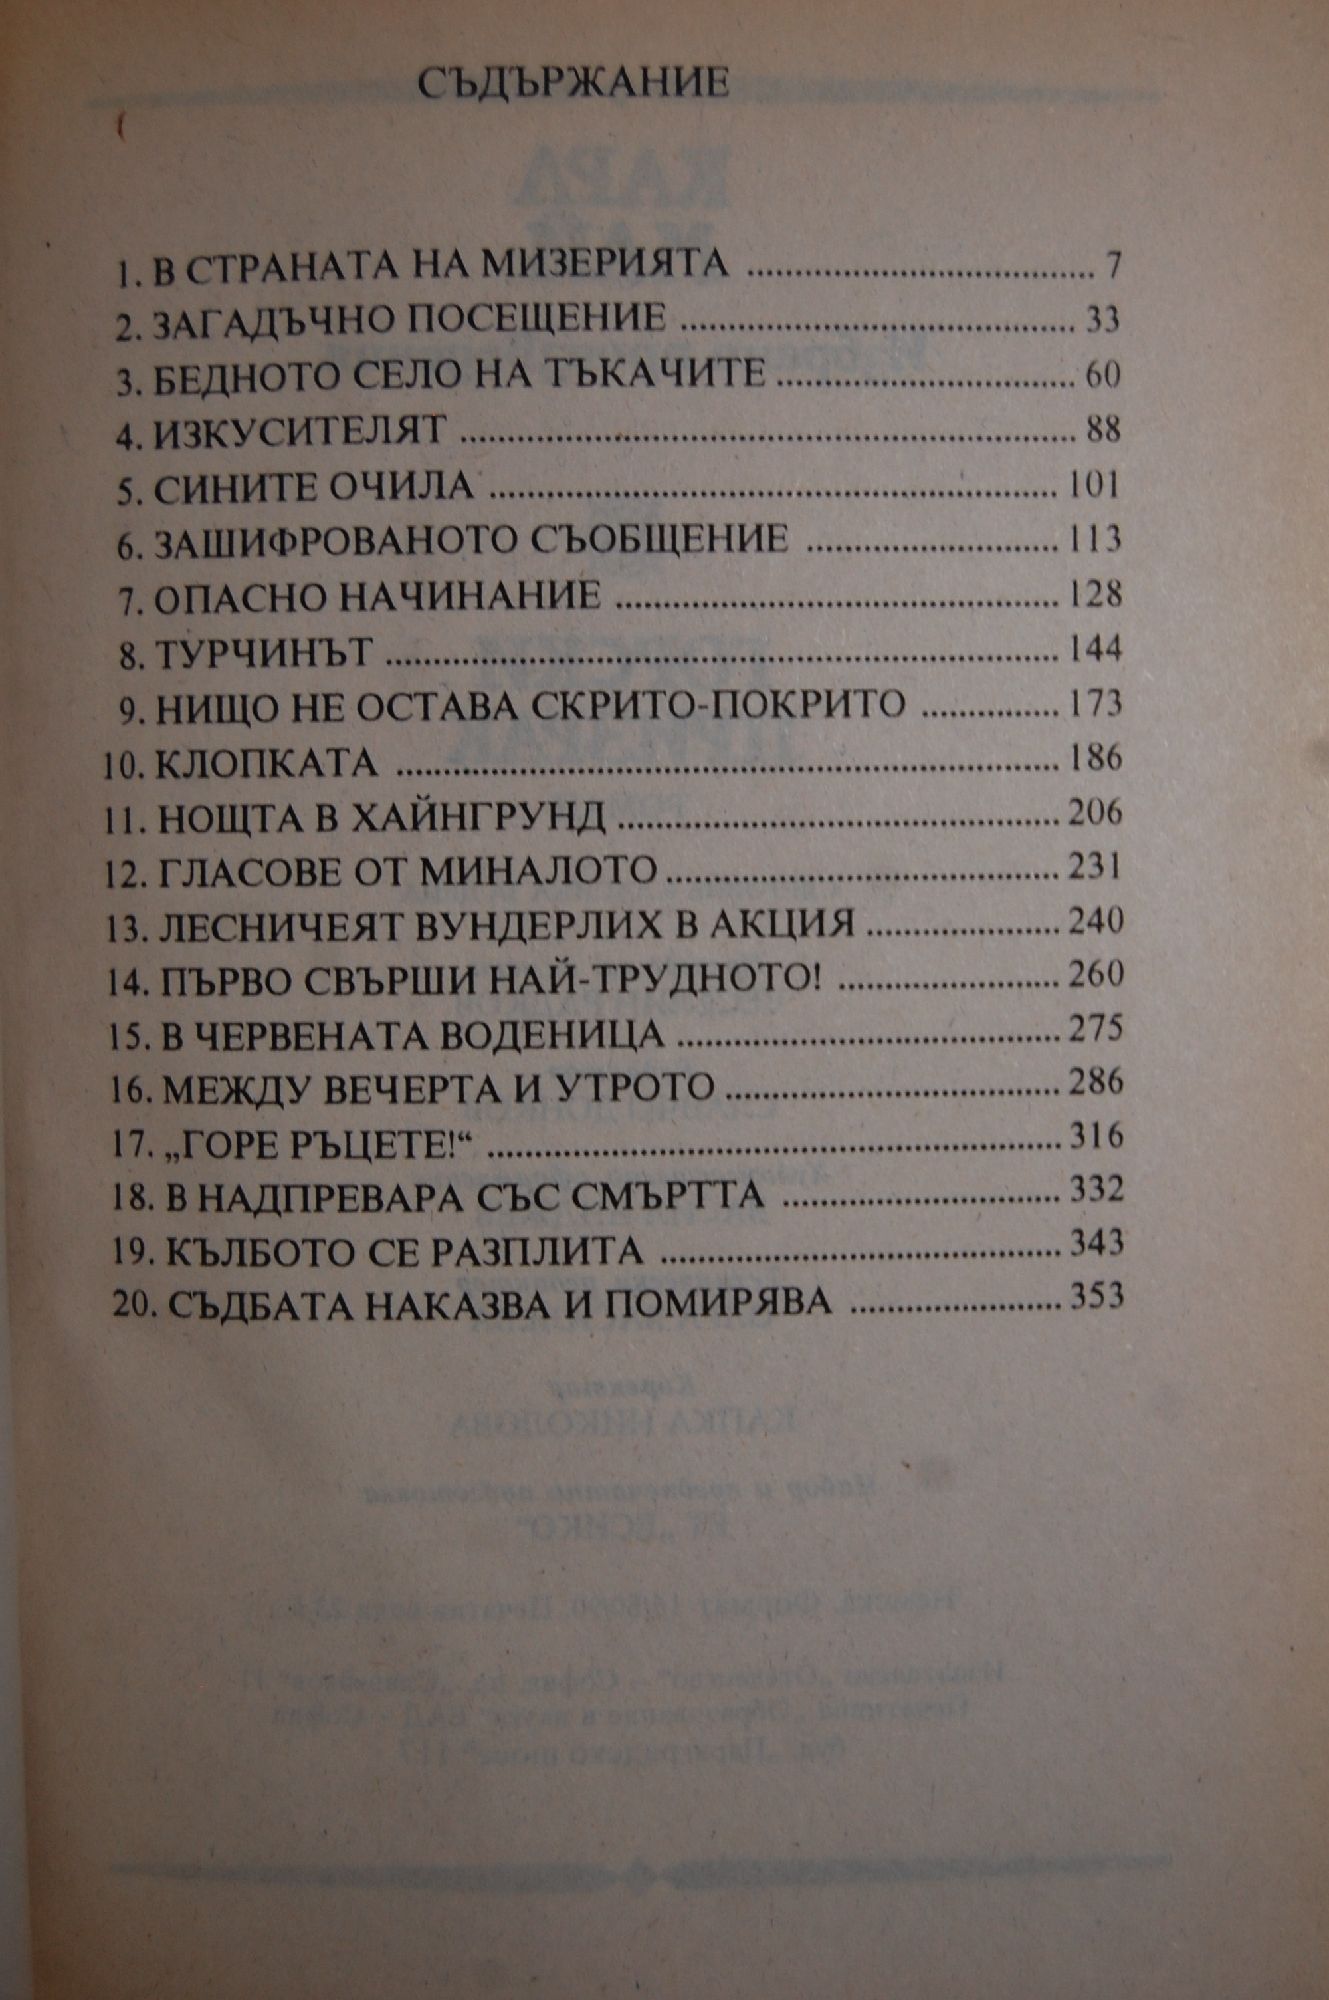 СЪДЪРЖАНИЕ
1. В СТРАНАТА НА МИЗЕРИЯТА .................................... 7
2. ЗАГАДЪЧНО ПОСЕЩЕНИЕ ......................................... 33
3. БЕДНОТО СЕЛО НА ТЪКАЧИТЕ ............................... 60
4. ИЗКУСИТЕЛЯТ ................................................................ 88
5. СИНИТЕ ОЧИЛА ........................................................... 101
6. ЗАШИФРОВАНОТО СЪОБЩЕНИЕ .......................... 113
7. ОПАСНО НАЧИНАНИЕ .............................................. 128
8. ТУРЧИНЪТ ...................................................................... 144
9. НИЩО НЕ ОСТАВА СКРИТО-ПОКРИТО .............. 173
10. КЛОПКАТА .................................................................... 186
11. НОЩТА В ХАЙНГРУНД .............................................. 206
12. ГЛАСОВЕ ОТ МИНАЛОТО ......................................... 231
13. ЛЕСНИЧЕЯТ ВУНДЕРЛИХ В АКЦИЯ .................... 240
14. ПЪРВО СВЪРШИ НАЙ-ТРУДНОТО! ....................... 260
15. В ЧЕРВЕНАТА ВОДЕНИЦА ........................................ 275
16. МЕЖДУ ВЕЧЕРТА И УТРОТО ................................... 286
17. „ГОРЕ РЪЦЕТЕ!“ ............................................................ 316
18. В НАДПРЕВАРА СЪС СМЪРТТА ............................. 332
19. КЪЛБОТО СЕ РАЗПЛИТА .......................................... 343
20. СЪДБАТА НАКАЗВА И ПОМИРЯВА ...................... 353